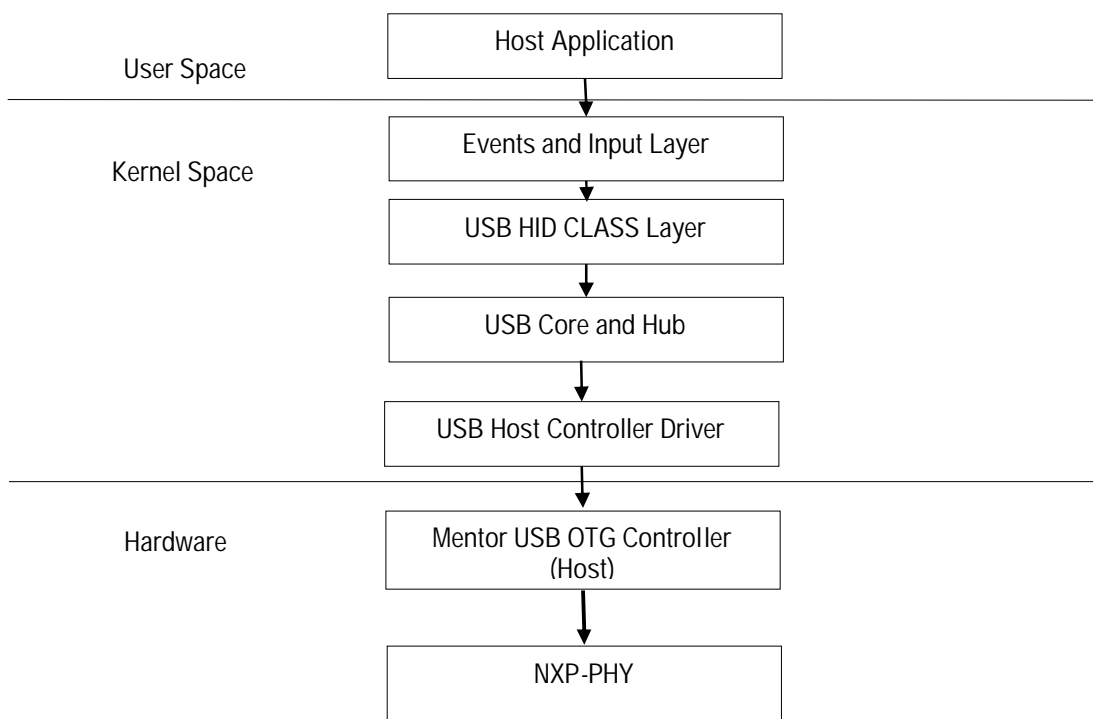 Host Application
User Space
Events and Input Layer
Kernel Space
USB HID CLASS Layer
USB Core and Hub
USB Host Controller Driver
Hardware
Mentor USB OTG Controller
(Host)
NXP-PHY